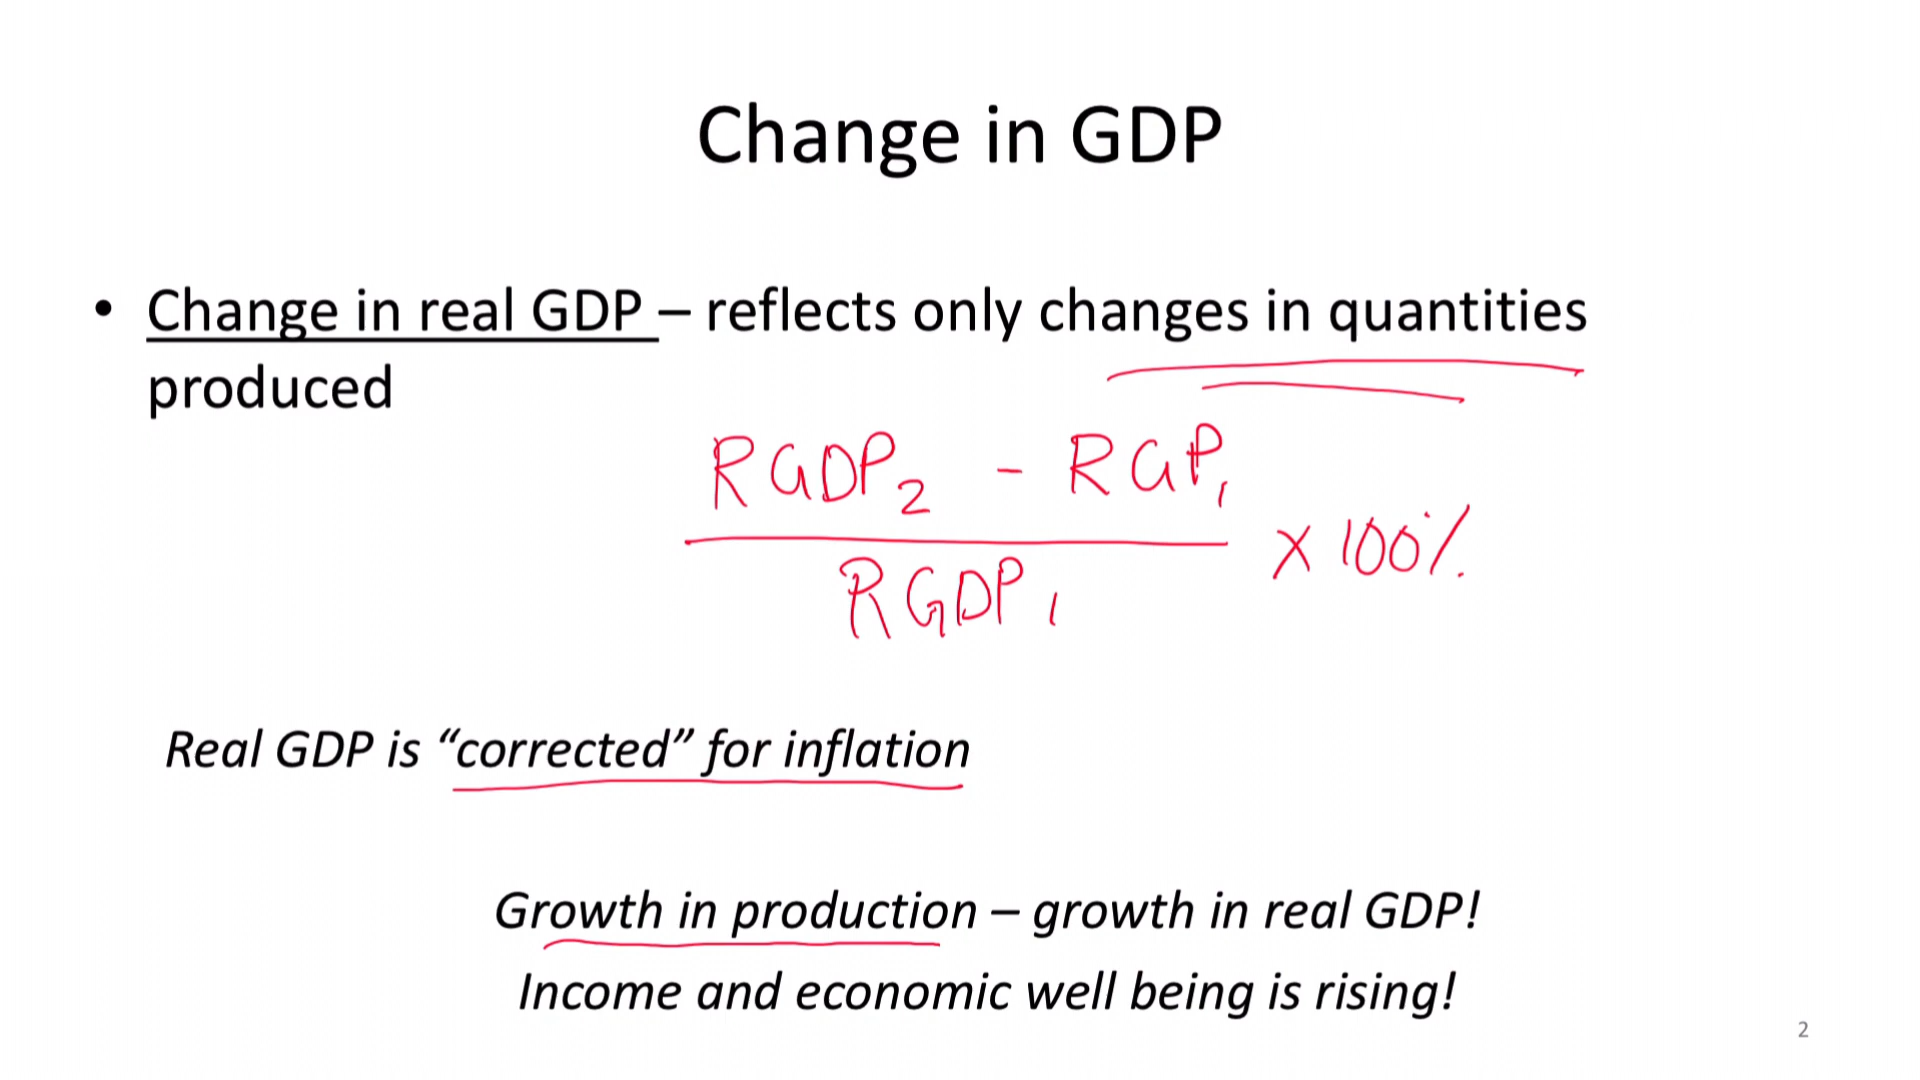 Change in GDP
• Change in real GDP – reflects only changes in quantities
produced
RGDP₂ - RGP₁
RGDP₁
x 100%
Real GDP is “corrected” for inflation
Growth in production – growth in real GDP!
Income and economic well being is rising!
2